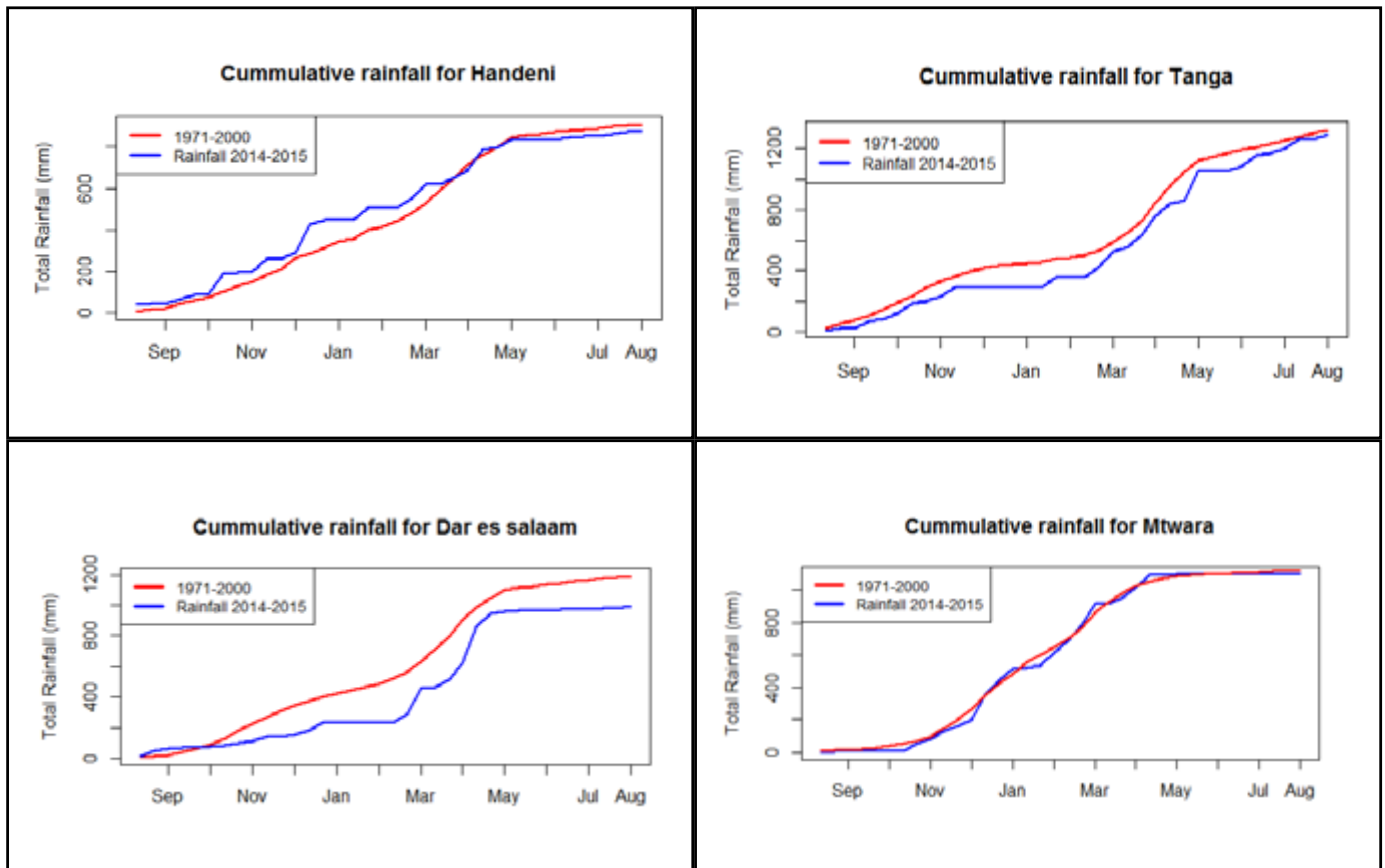 Cummulative rainfall for Handeni
1971-2000
Rainfall 2014-2015
Total Rainfall (mm)
0
200
600
Sep
Nov
Jan
Mar
May
Jul
Aug
Cummulative rainfall for Tanga
1971-2000
Rainfall 2014-2015
Total Rainfall (mm)
0
400
800
1200
Sep
Nov
Jan
Mar
May
Jul
Aug
Cummulative rainfall for Dar es salaam
1971-2000
Rainfall 2014-2015
Total Rainfall (mm)
0
400
800
1200
Sep
Nov
Jan
Mar
May
Jul
Aug
Cummulative rainfall for Mtwara
1971-2000
Rainfall 2014-2015
Total Rainfall (mm)
0
400
800
Sep
Nov
Jan
Mar
May
Jul
Aug